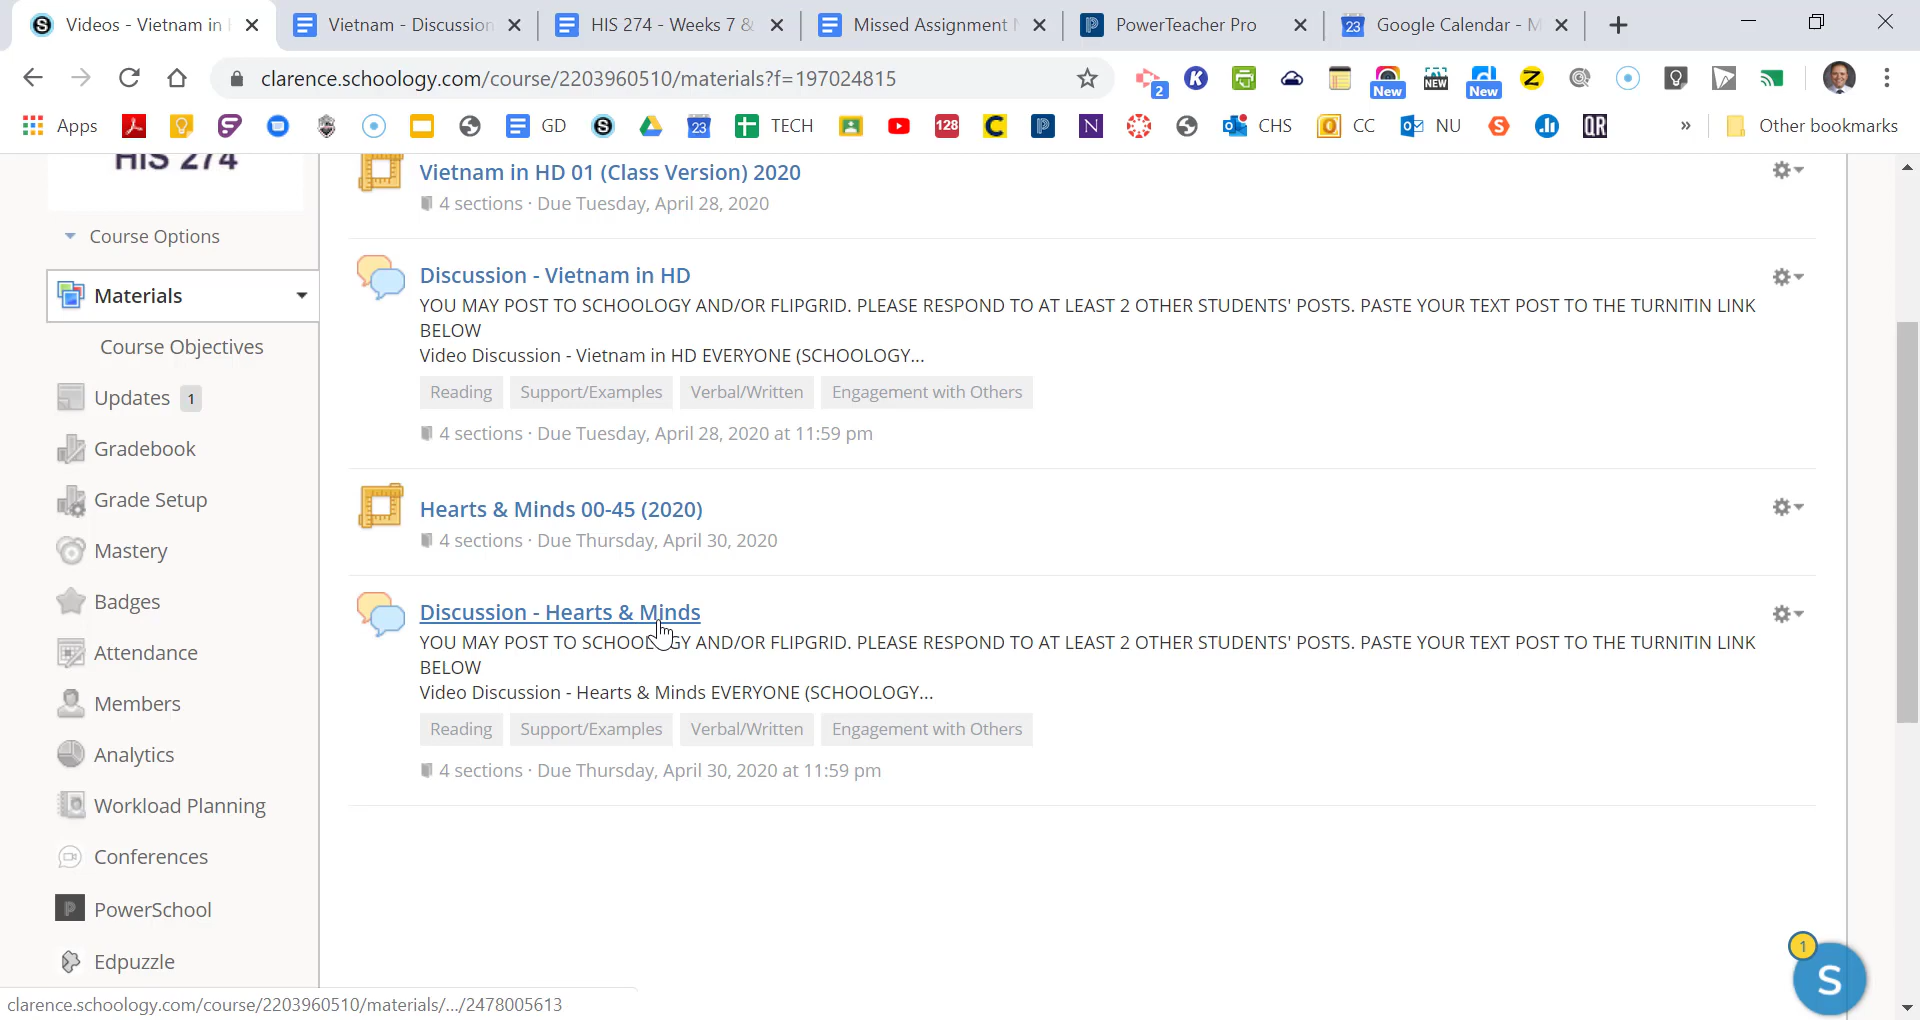 Videos - Vietnam in
Vietnam - Discussion
HIS 274 - Weeks 7 &
Missed Assignment
PowerTeacher Pro
Google Calendar - M
clarence.schoology.com/course/2203960510/materials?f=197024815
2
New
NEW
New
Apps
GD
23
TECH
128
CHS
CC
NU
QR
»
Other bookmarks
HIS 274
Course Options
Materials
Course Objectives
Updates 1
Gradebook
Grade Setup
Mastery
Badges
Attendance
Members
Analytics
Workload Planning
Conferences
PowerSchool
Edpuzzle
Vietnam in HD 01 (Class Version) 2020
4 sections · Due Tuesday, April 28, 2020
Discussion - Vietnam in HD
YOU MAY POST TO SCHOOLOGY AND/OR FLIPGRID. PLEASE RESPOND TO AT LEAST 2 OTHER STUDENTS' POSTS. PASTE YOUR TEXT POST TO THE TURNITIN LINK
BELOW
Video Discussion - Vietnam in HD EVERYONE (SCHOOLOGY...
Reading Support/Examples Verbal/Written Engagement with Others
4 sections · Due Tuesday, April 28, 2020 at 11:59 pm
Hearts & Minds 00-45 (2020)
4 sections · Due Thursday, April 30, 2020
Discussion - Hearts & Minds
YOU MAY POST TO SCHOOLOGY AND/OR FLIPGRID. PLEASE RESPOND TO AT LEAST 2 OTHER STUDENTS' POSTS. PASTE YOUR TEXT POST TO THE TURNITIN LINK
BELOW
Video Discussion - Hearts & Minds EVERYONE (SCHOOLOGY...
Reading Support/Examples Verbal/Written Engagement with Others
4 sections · Due Thursday, April 30, 2020 at 11:59 pm
1
S
clarence.schoology.com/course/2203960510/materials/.../2478005613